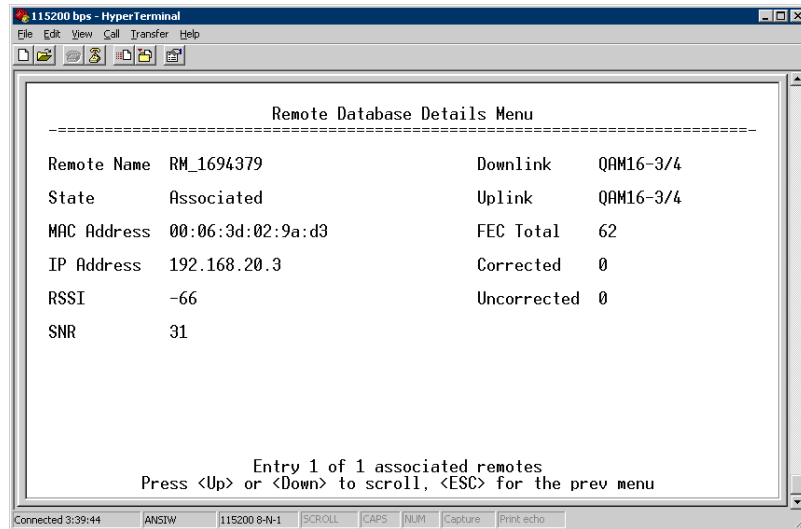 115200 bps - HyperTerminal
File Edit View Call Transfer Help
Remote Database Details Menu
-==========================================================================-
Remote Name RM_1694379 Downlink QAM16-3/4
State Associated Uplink QAM16-3/4
MAC Address 00:06:3d:02:9a:d3 FEC Total 62
IP Address 192.168.20.3 Corrected 0
RSSI -66 Uncorrected 0
SNR 31
Entry 1 of 1 associated remotes
Press <Up> or <Down> to scroll, <ESC> for the prev menu
Connected 3:39:44 ANSIW 115200 8-N-1 SCROLL CAPS NUM Capture Print echo